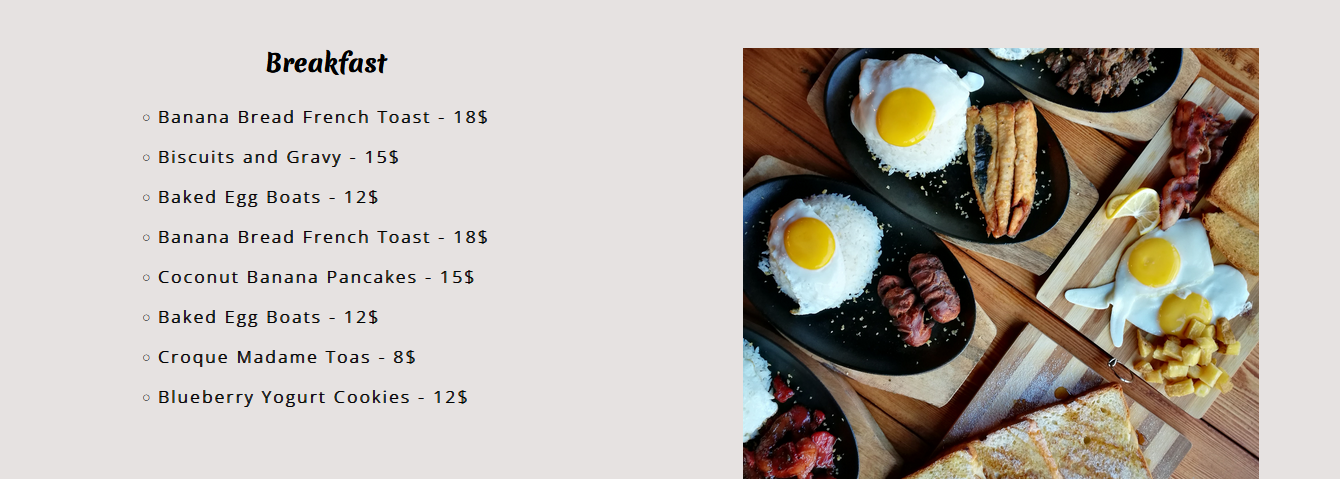 Breakfast
Banana Bread French Toast - 18$
Biscuits and Gravy - 15$
Baked Egg Boats - 12$
Banana Bread French Toast - 18$
Coconut Banana Pancakes - 15$
Baked Egg Boats - 12$
Croque Madame Toas - 8$
Blueberry Yogurt Cookies - 12$